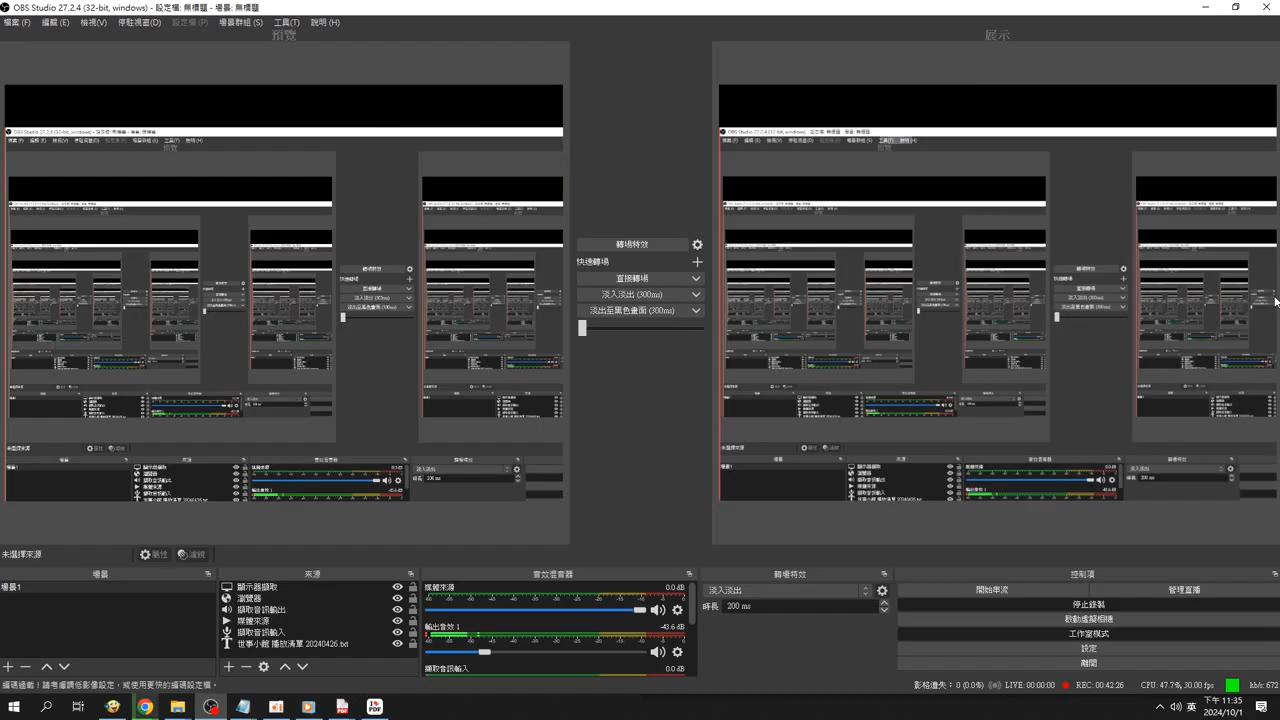 OBS Studio 27.2.4 (32-bit, windows) - 設定檔: 無標題 - 場景: 無標題
檔案 (F) 編輯 (E) 檢視(V) 停駐視窗(D) 設定檔 (P) 場景群組 (S) 工具(T) 說明 (H)
預覽 展示
轉場特效
快速轉場
直接轉場
淡入淡出 (300ms)
淡出至黑色畫面 (300ms)
未選擇來源 屬性 濾鏡
場景 來源 音效混音器 轉場特效 控制項
場景1
顯示器擷取
瀏覽器
擷取音訊輸出
媒體來源
擷取音訊輸入
世事小館 播放清單 20240426.txt
媒體來源 0.0 dB
輸出音效 1 -43.6 dB
擷取音訊輸入 0.0 dB
淡入淡出
時長 200 ms
開始串流 管理直播
停止錄製
啟動虛擬相機
工作室模式
設定
離開
編碼過載！請考慮調低影像設定，或使用更快的編碼設定檔。
影格遺失： 0 (0.0%) LIVE: 00:00:00 REC: 00:42:26 CPU: 47.7%, 30.00 fps kb/s: 672
英 下午 11:35
2024/10/1